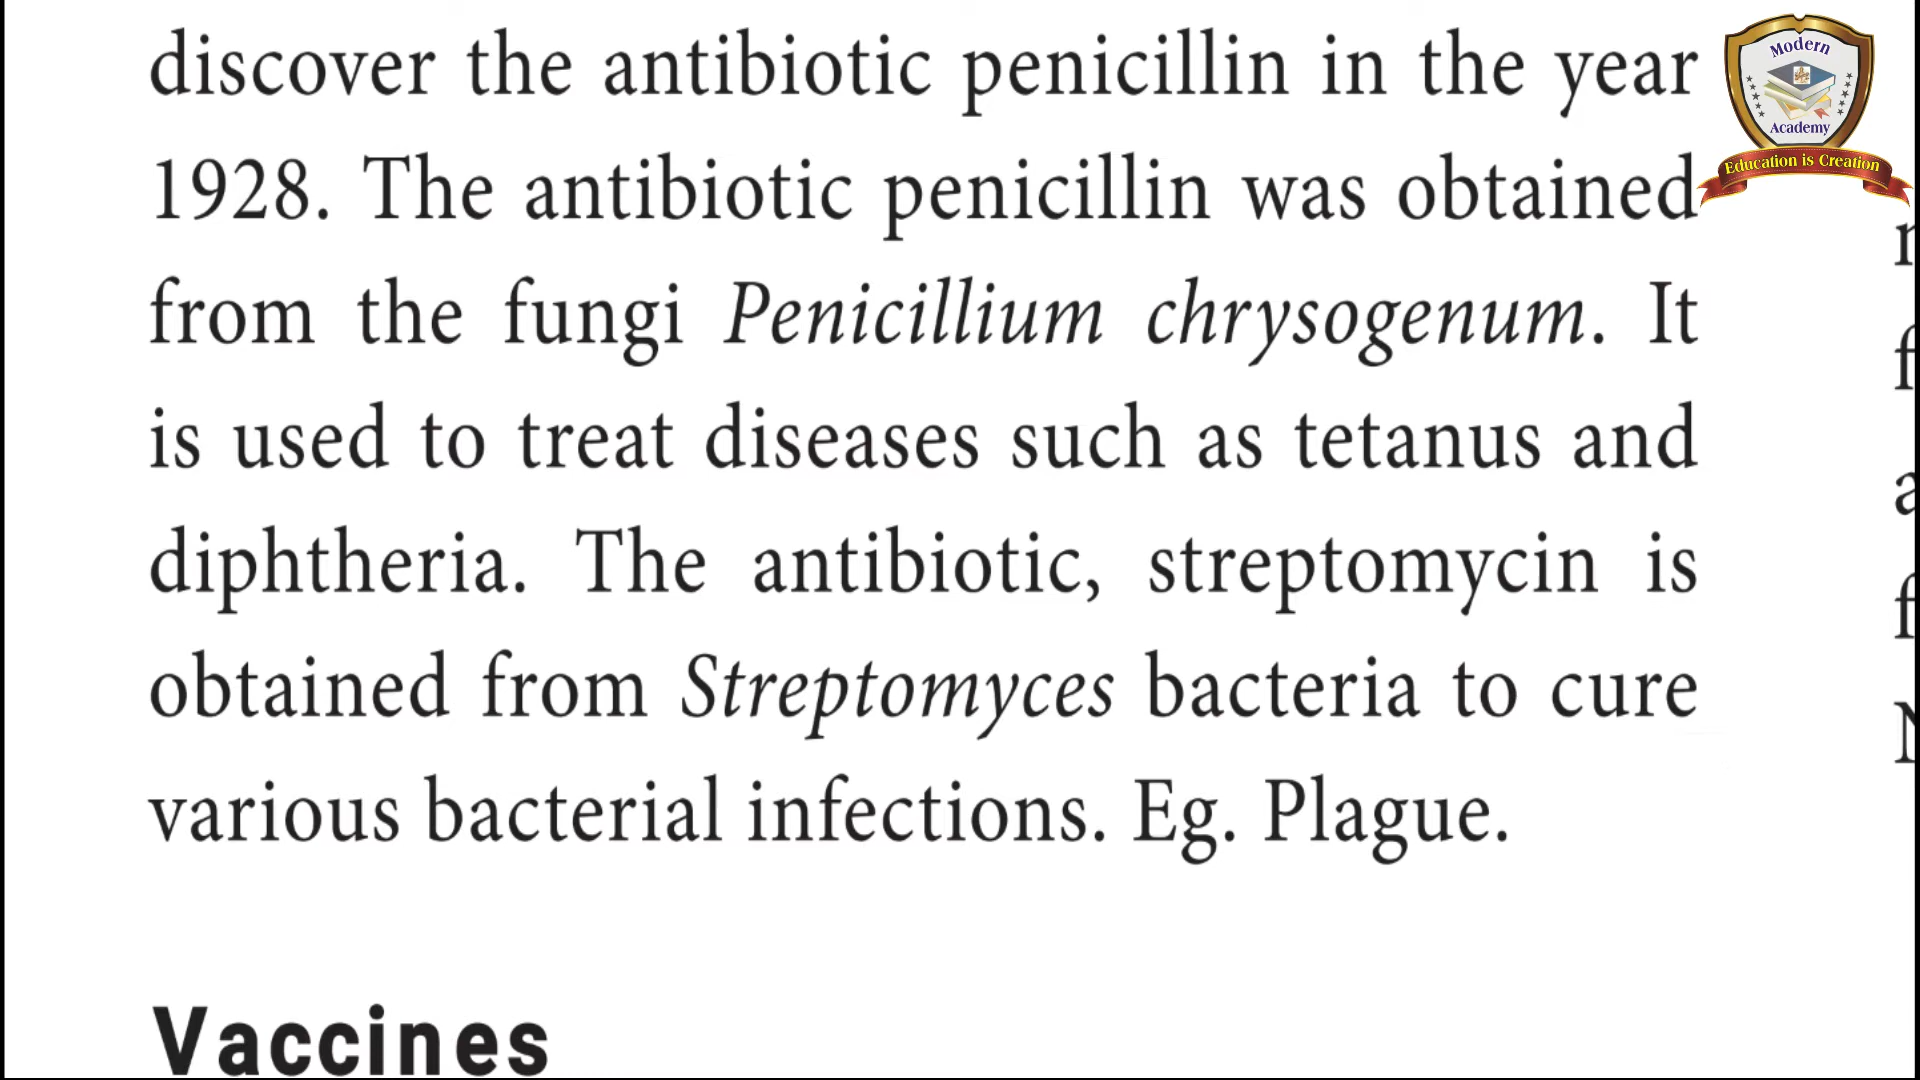 discover the antibiotic penicillin in the year
1928. The antibiotic penicillin was obtained
from the fungi Penicillium chrysogenum. It
is used to treat diseases such as tetanus and
diphtheria. The antibiotic, streptomycin is
obtained from Streptomyces bacteria to cure
various bacterial infections. Eg. Plague.
Vaccines
Modern
Academy
Education is Creation